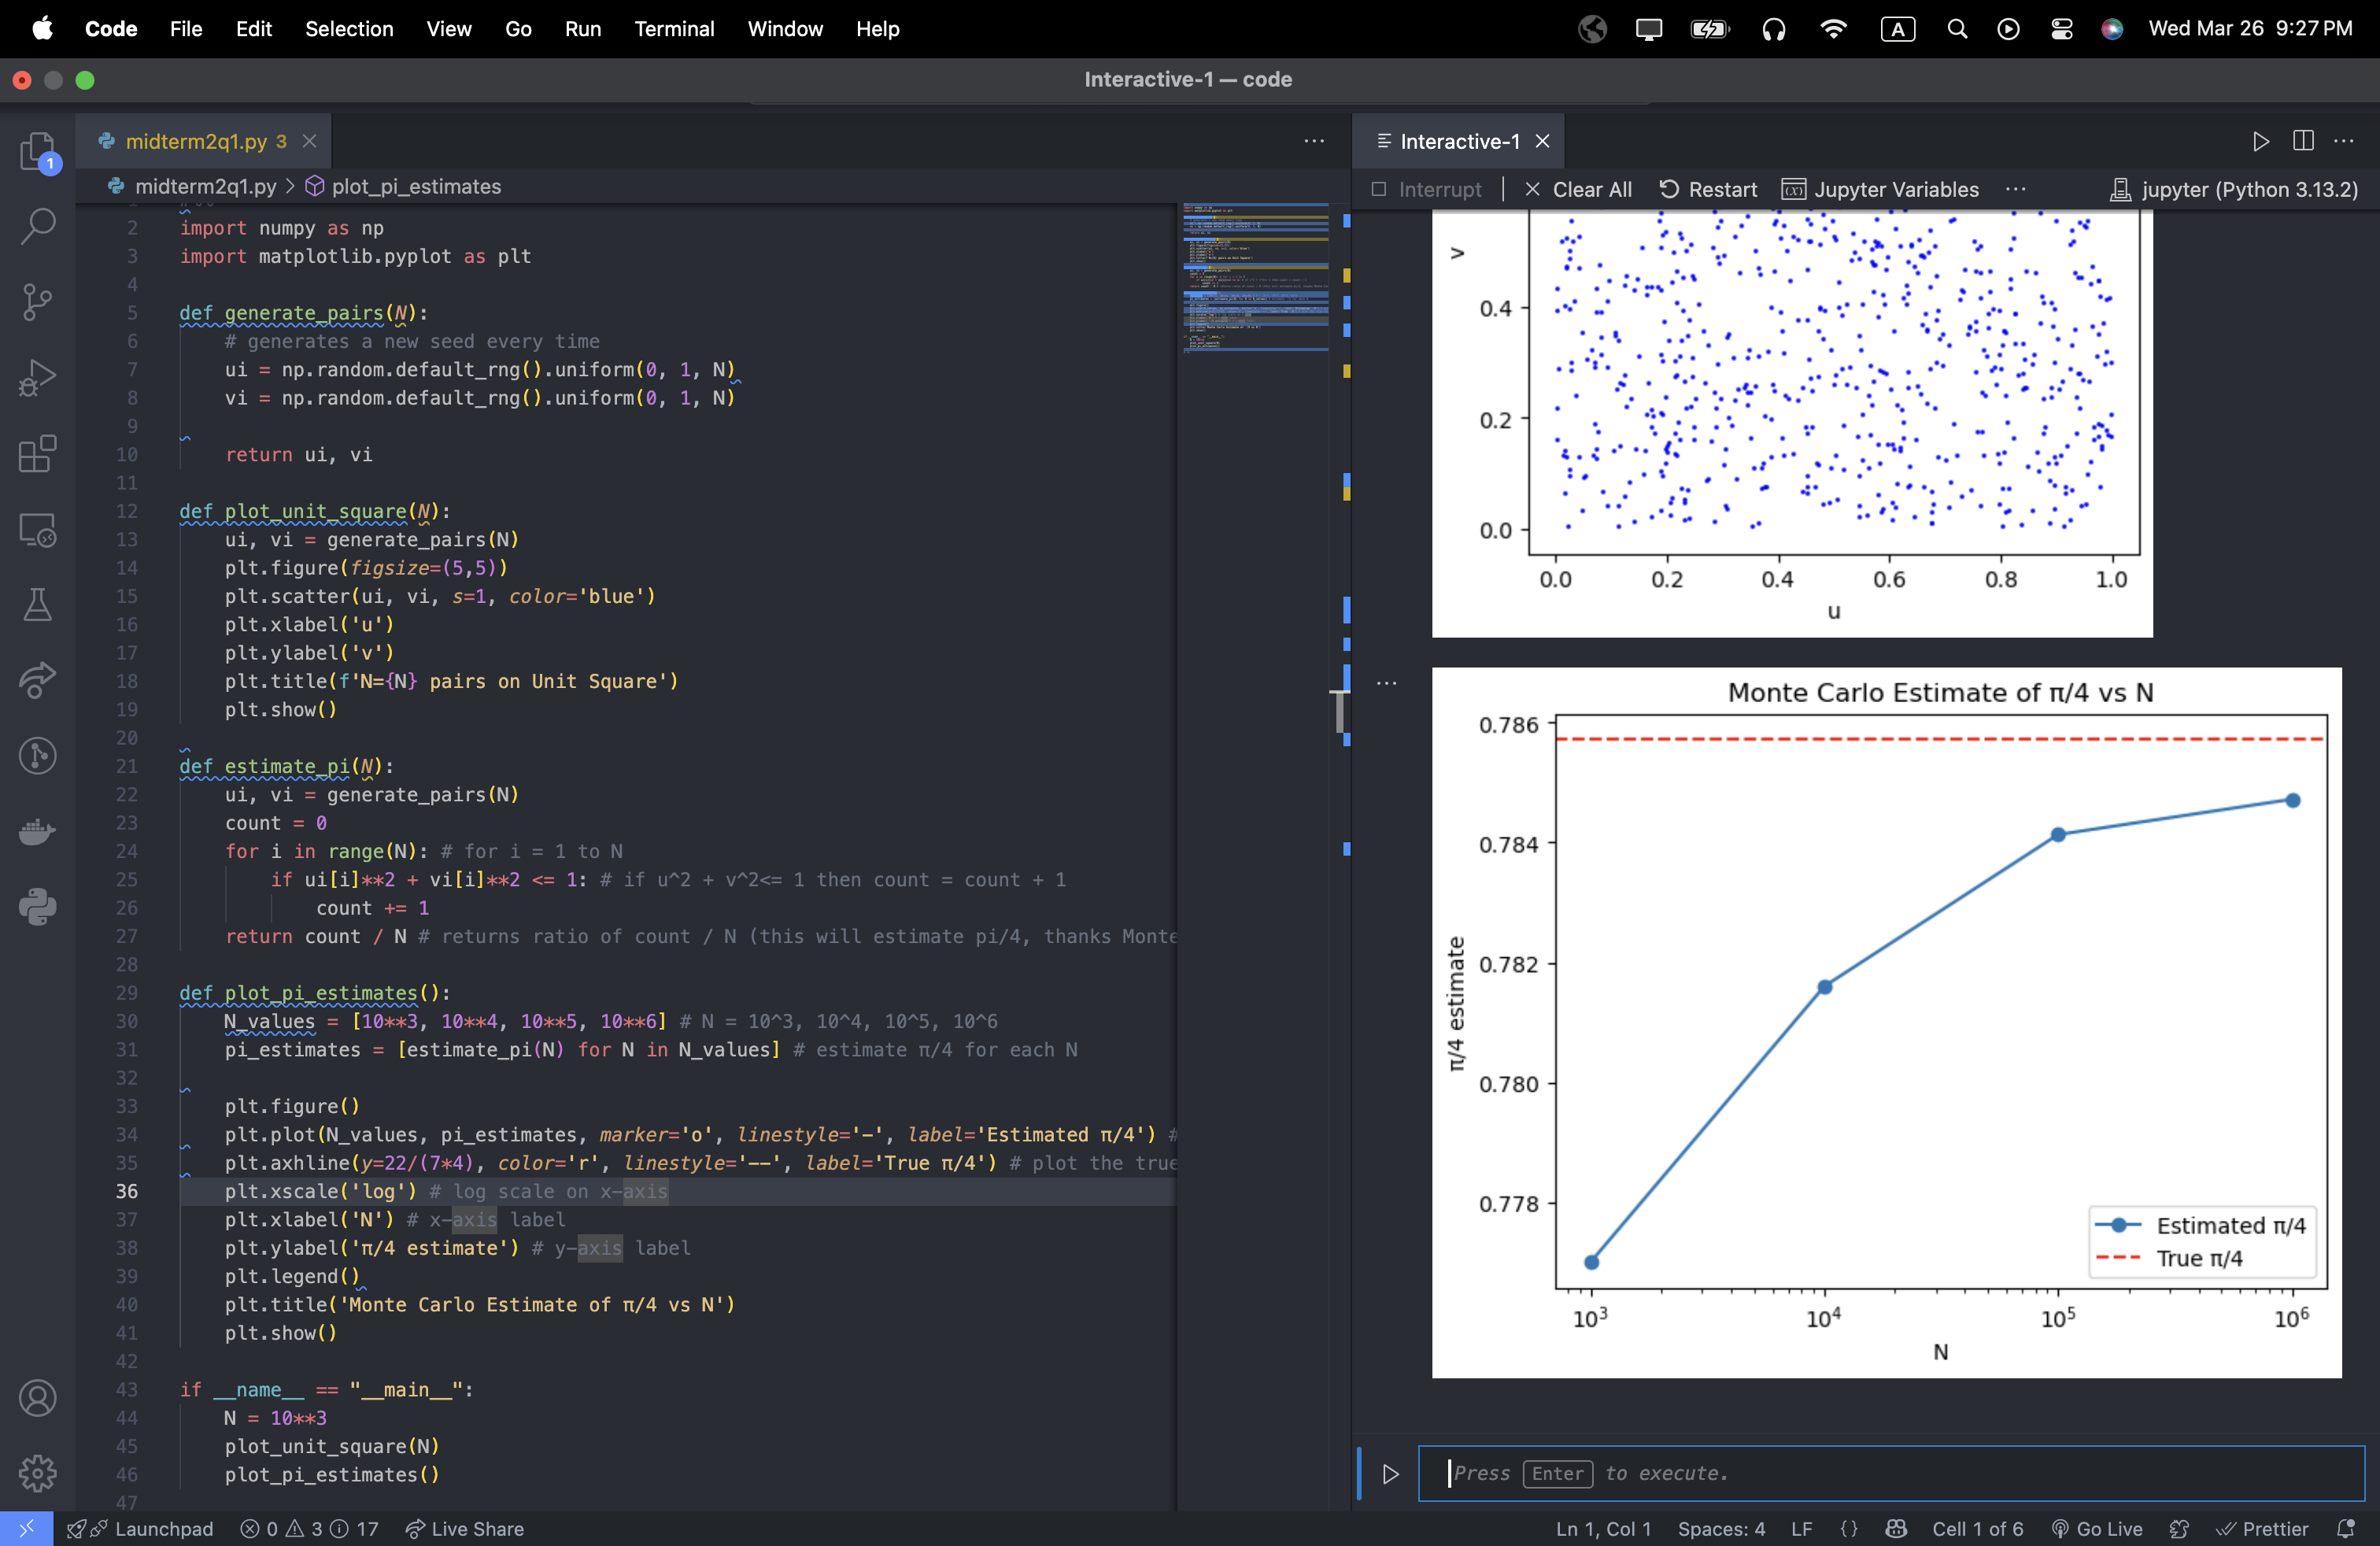 Code File Edit Selection View Go Run Terminal Window Help A Wed Mar 26 9:27 PM
Interactive-1 — code
midterm2q1.py 3
midterm2q1.py > plot_pi_estimates
1
2 import numpy as np
3 import matplotlib.pyplot as plt
4
5 def generate_pairs(N):
6 # generates a new seed every time
7 ui = np.random.default_rng().uniform(0, 1, N)
8 vi = np.random.default_rng().uniform(0, 1, N)
9
10 return ui, vi
11
12 def plot_unit_square(N):
13 ui, vi = generate_pairs(N)
14 plt.figure(figsize=(5,5))
15 plt.scatter(ui, vi, s=1, color='blue')
16 plt.xlabel('u')
17 plt.ylabel('v')
18 plt.title(f'N={N} pairs on Unit Square')
19 plt.show()
20
21 def estimate_pi(N):
22 ui, vi = generate_pairs(N)
23 count = 0
24 for i in range(N): # for i = 1 to N
25 if ui[i]**2 + vi[i]**2 <= 1: # if u^2 + v^2<= 1 then count = count + 1
26 count += 1
27 return count / N # returns ratio of count / N (this will estimate pi/4, thanks Monte
28
29 def plot_pi_estimates():
30 N_values = [10**3, 10**4, 10**5, 10**6] # N = 10^3, 10^4, 10^5, 10^6
31 pi_estimates = [estimate_pi(N) for N in N_values] # estimate π/4 for each N
32
33 plt.figure()
34 plt.plot(N_values, pi_estimates, marker='o', linestyle='-', label='Estimated π/4') #
35 plt.axhline(y=22/(7*4), color='r', linestyle='--', label='True π/4') # plot the true
36 plt.xscale('log') # log scale on x-axis
37 plt.xlabel('N') # x-axis label
38 plt.ylabel('π/4 estimate') # y-axis label
39 plt.legend()
40 plt.title('Monte Carlo Estimate of π/4 vs N')
41 plt.show()
42
43 if __name__ == "__main__":
44 N = 10**3
45 plot_unit_square(N)
46 plot_pi_estimates()
47
Interactive-1
Interrupt | Clear All Restart Jupyter Variables ... jupyter (Python 3.13.2)
v
0.4
0.2
0.0
0.0 0.2 0.4 0.6 0.8 1.0
u
Monte Carlo Estimate of π/4 vs N
0.786
0.784
0.782
0.780
0.778
π/4 estimate
Estimated π/4
True π/4
10³ 10⁴ 10⁵ 10⁶
N
Press Enter to execute.
Launchpad 0 3 17 Live Share Ln 1, Col 1 Spaces: 4 LF {} Cell 1 of 6 Go Live Prettier